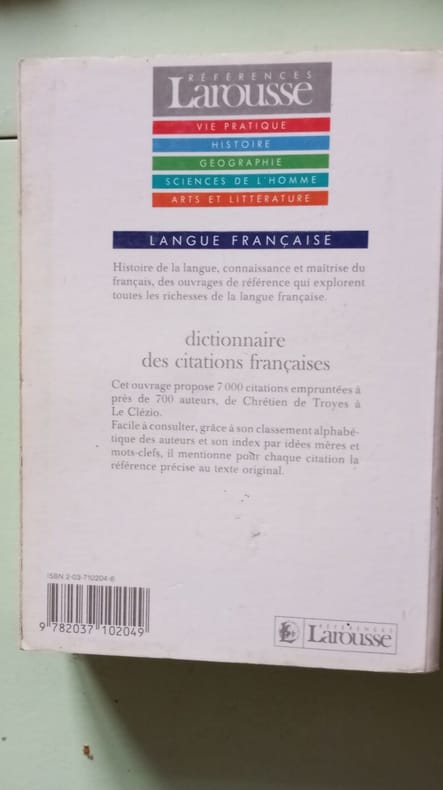 RÉFÉRENCES
Larousse
VIE PRATIQUE
HISTOIRE
GÉOGRAPHIE
SCIENCES DE L'HOMME
ARTS ET LITTÉRATURE
LANGUE FRANÇAISE
Histoire de la langue, connaissance et maîtrise du
français, des ouvrages de référence qui explorent
toutes les richesses de la langue française.
dictionnaire
des citations françaises
Cet ouvrage propose 7 000 citations empruntées à
près de 700 auteurs, de Chrétien de Troyes à
Le Clézio.
Facile à consulter, grâce à son classement alphabé-
tique des auteurs et son index par idées mères et
mots-clefs, il mentionne pour chaque citation la
référence précise au texte original.
ISBN 2-03-710204-6
9 782037 102049
RÉFÉRENCES
Larousse